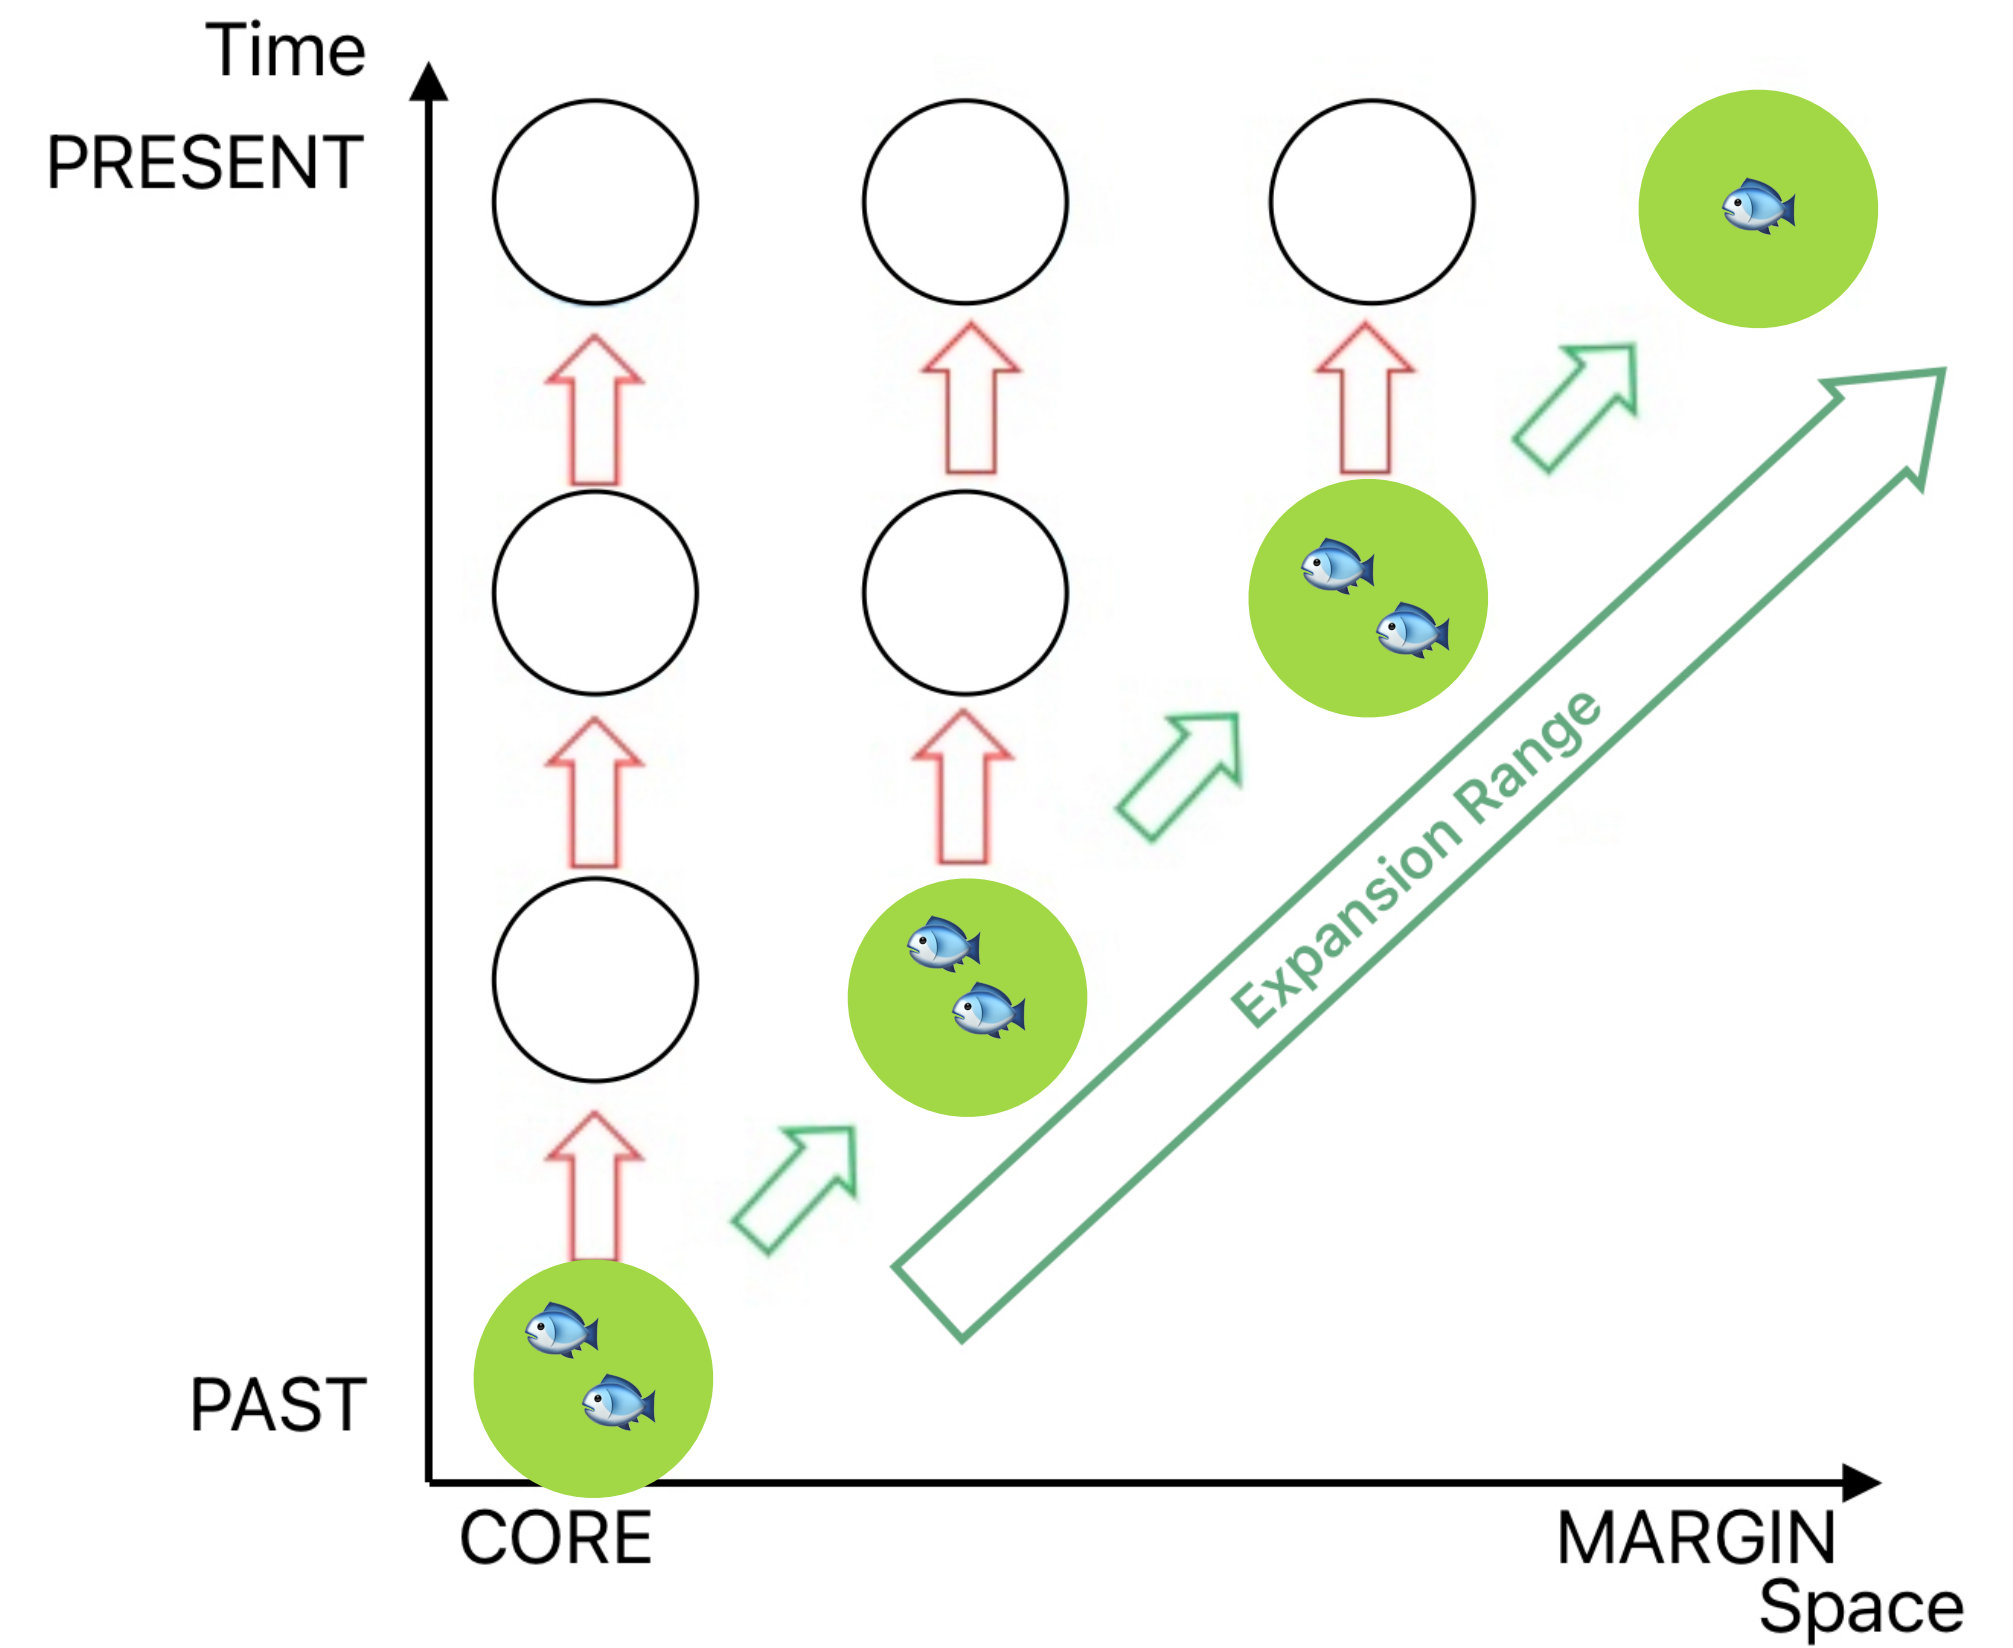 Time
PRESENT
Expansion Range
PAST
CORE
MARGIN
Space